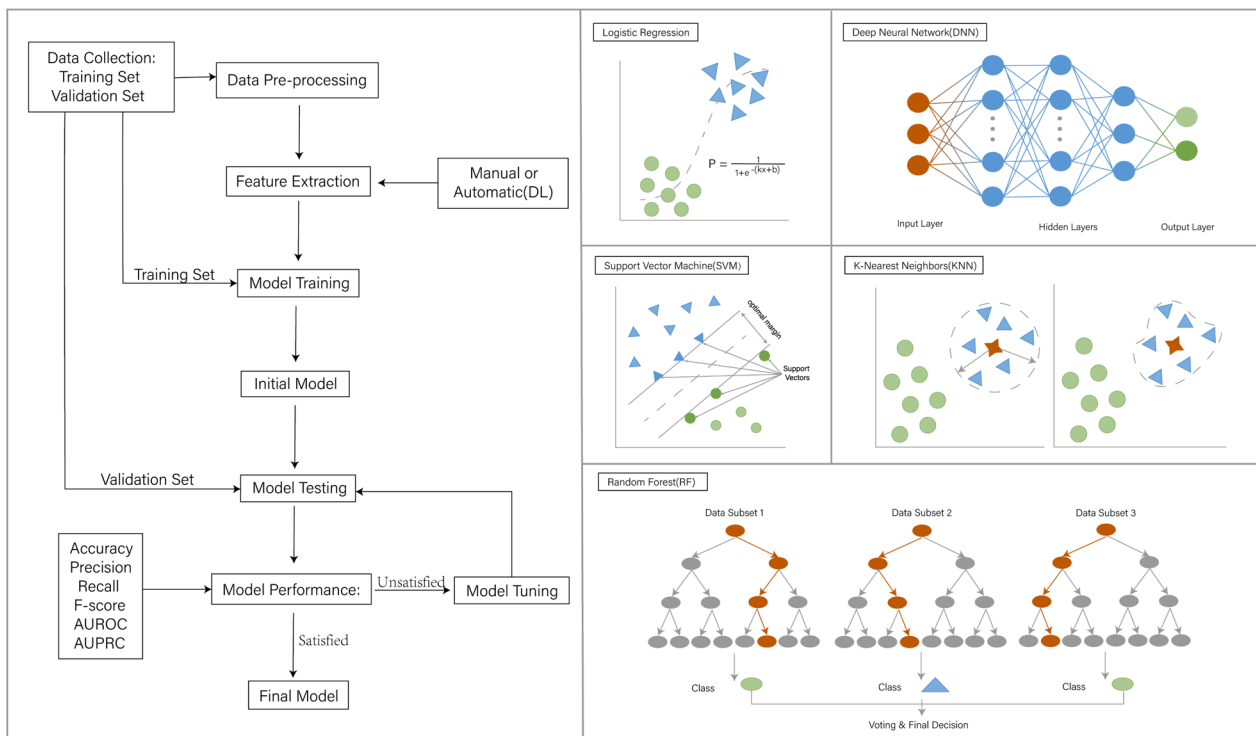 Data Collection:
Training Set
Validation Set
Data Pre-processing
Feature Extraction
Manual or
Automatic(DL)
Training Set
Model Training
Initial Model
Validation Set
Model Testing
Accuracy
Precision
Recall
F-score
AUROC
AUPRC
Model Performance:
Unsatisfied
Model Tuning
Satisfied
Final Model
Logistic Regression
P = 1 / 1+e -(kx+b)
Deep Neural Network(DNN)
Input Layer
Hidden Layers
Output Layer
Support Vector Machine(SVM)
optimal margin
Support
Vectors
K-Nearest Neighbors(KNN)
Random Forest(RF)
Data Subset 1
Data Subset 2
Data Subset 3
Class
Class
Class
Voting & Final Decision